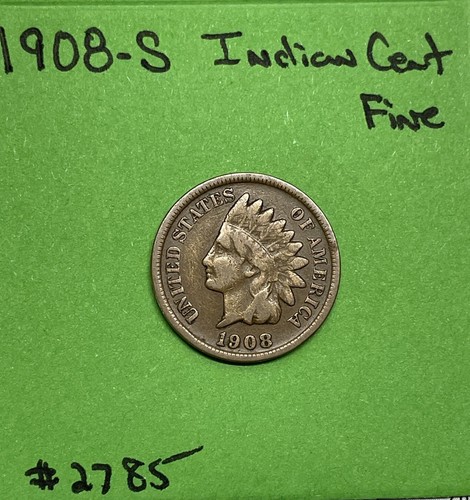 1908-S Indian Cent
Fine
UNITED STATES OF AMERICA
1908
#2785